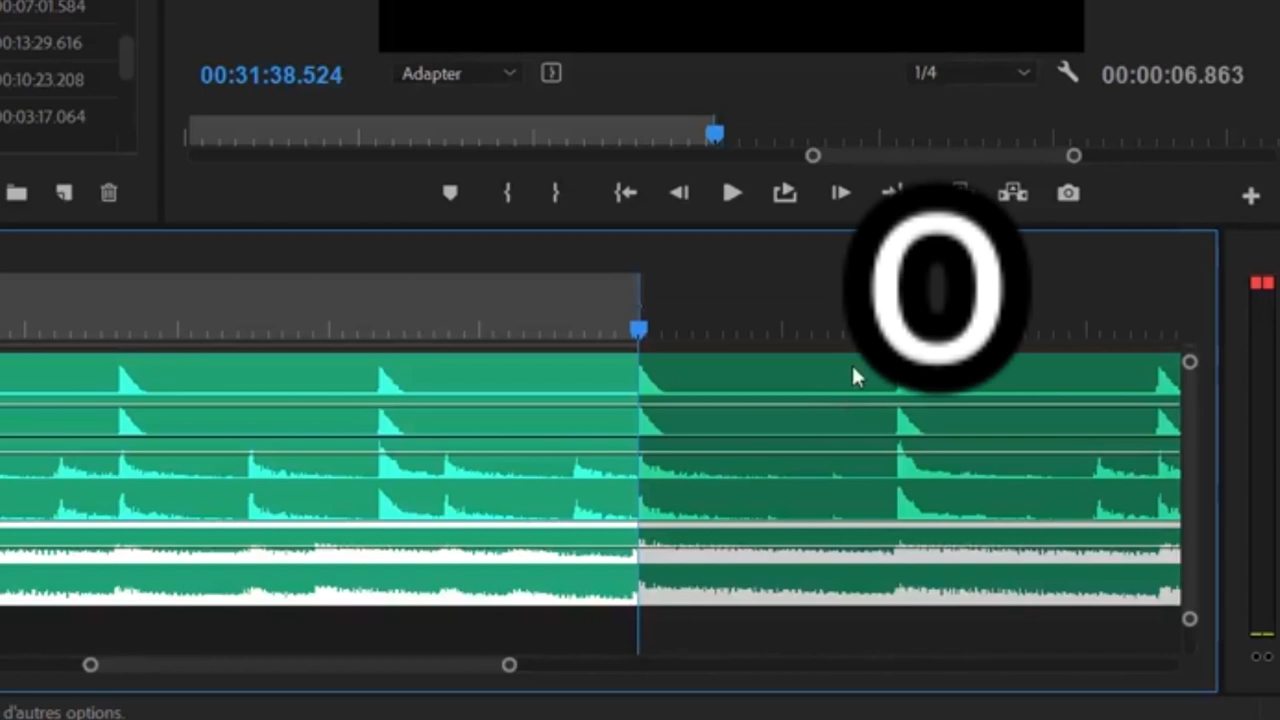 00:07:01.584
00:13:29.616
00:10:23.208
00:03:17.064
00:31:38.524
Adapter
1/4
00:00:06.863
O
d'autres options.